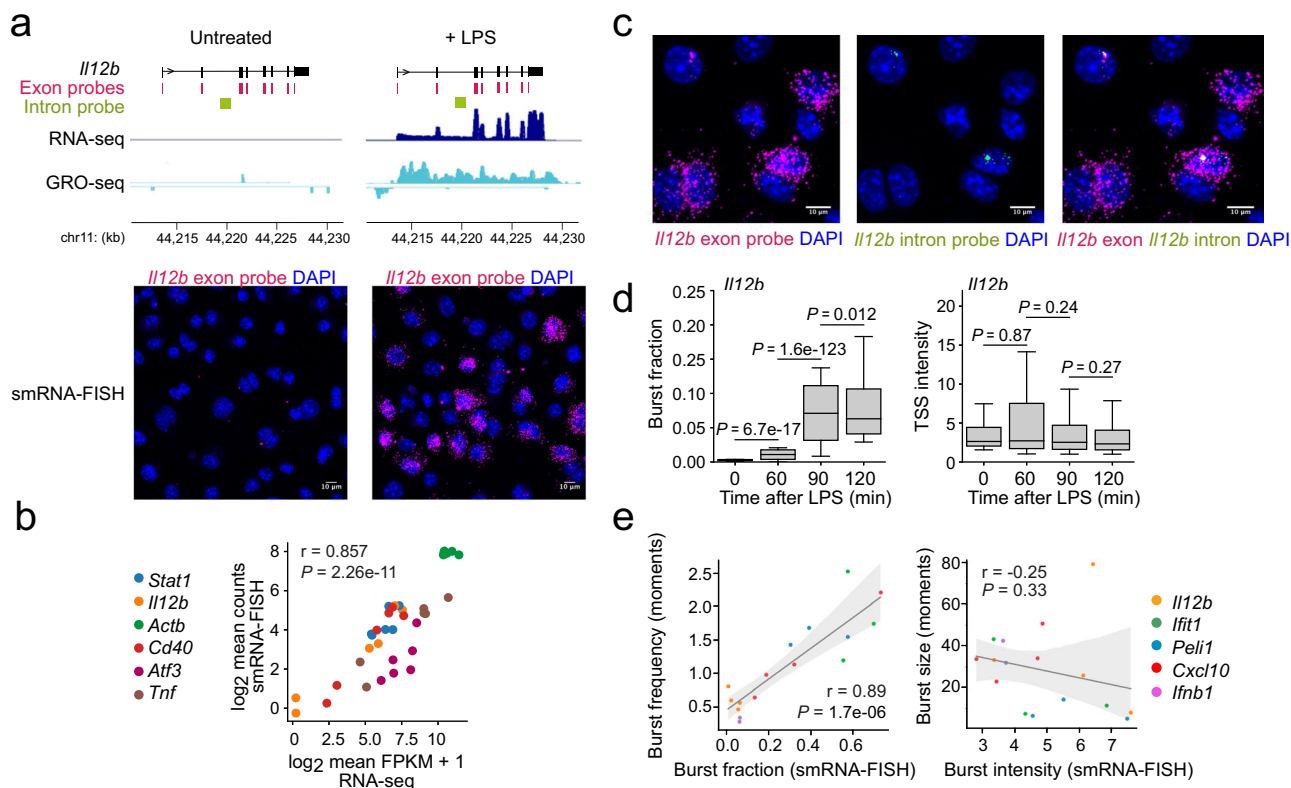 a
Untreated
+ LPS
Il12b
Exon probes
Intron probe
RNA-seq
GRO-seq
chr11: (kb)
44,215 44,220 44,225 44,230
44,215 44,220 44,225 44,230
Il12b exon probe DAPI
Il12b exon probe DAPI
smRNA-FISH
10 µm
10 µm
b
Stat1
Il12b
Actb
Cd40
Atf3
Tnf
log2 mean counts
smRNA-FISH
8
6
4
2
0
r = 0.857
P = 2.26e-11
0 2.5 5.0 7.5 10
log2 mean FPKM + 1
RNA-seq
c
10 µm
10 µm
10 µm
Il12b exon probe DAPI
Il12b intron probe DAPI
Il12b exon Il12b intron DAPI
d
Il12b
Burst fraction
0.25
0.20
0.15
0.10
0.05
0.00
P = 0.012
P = 1.6e-123
P = 6.7e-17
0 60 90 120
Time after LPS (min)
Il12b
TSS intensity
20
15
10
5
0
P = 0.24
P = 0.87
P = 0.27
0 60 90 120
Time after LPS (min)
e
Burst frequency (moments)
2.5
2.0
1.5
1.0
0.5
r = 0.89
P = 1.7e-06
0.0 0.2 0.4 0.6
Burst fraction (smRNA-FISH)
Burst size (moments)
80
60
40
20
r = -0.25
P = 0.33
3 4 5 6 7
Burst intensity (smRNA-FISH)
Il12b
Ifit1
Peli1
Cxcl10
Ifnb1